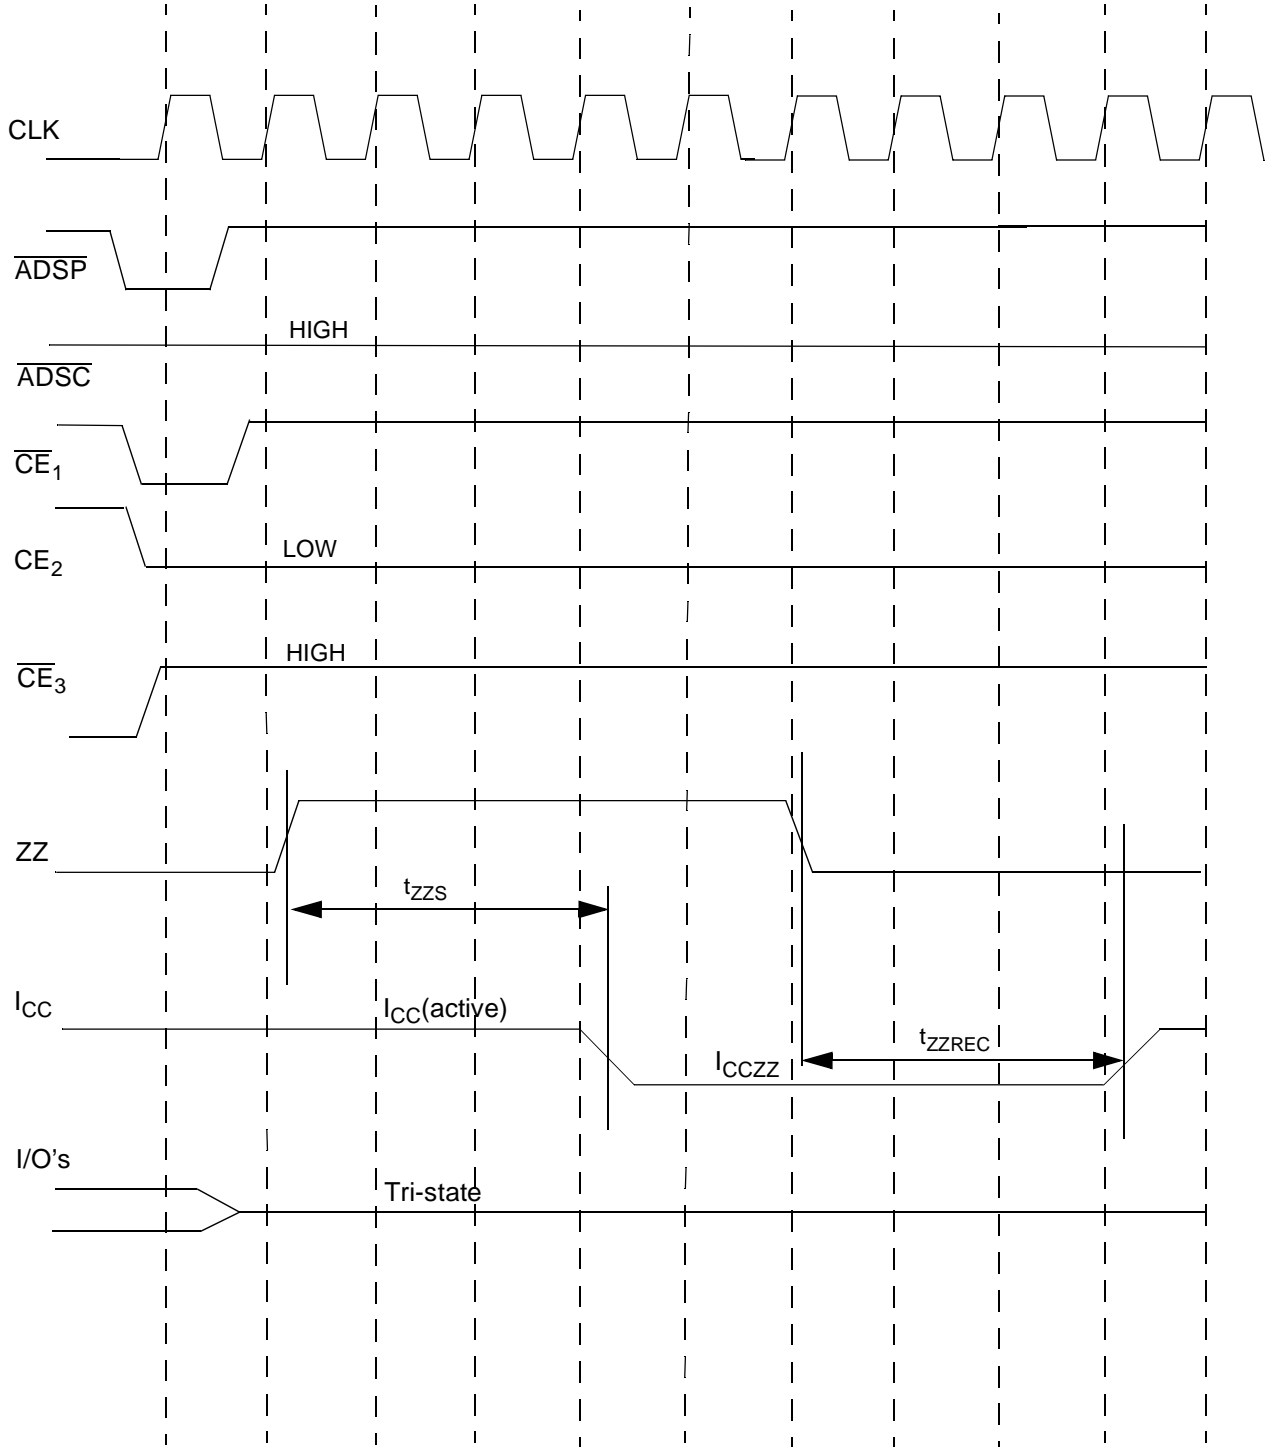 CLK
ADSP
HIGH
ADSC
CE1
LOW
CE2
HIGH
CE3
ZZ
tZZS
ICC
ICC(active)
tZZREC
ICCZZ
I/O's
Tri-state